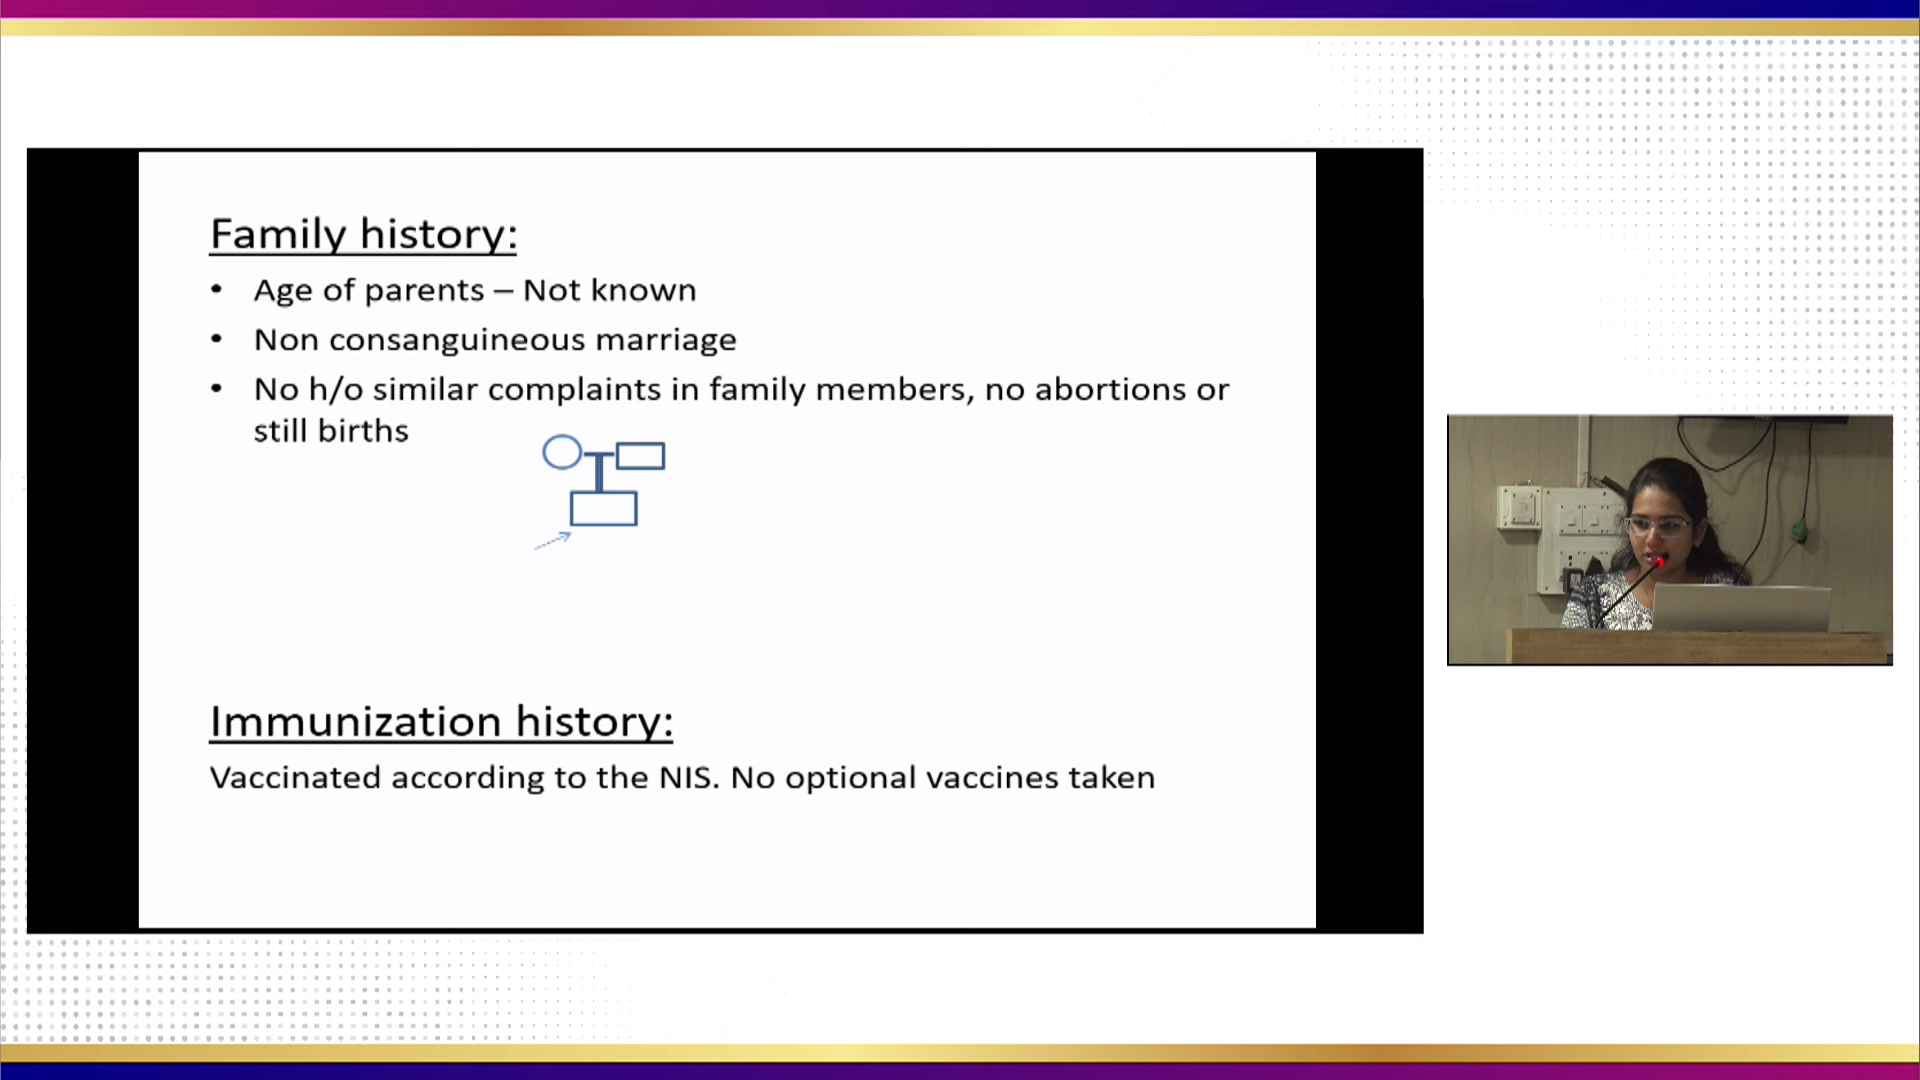 Family history:
• Age of parents – Not known
• Non consanguineous marriage
• No h/o similar complaints in family members, no abortions or
still births
Immunization history:
Vaccinated according to the NIS. No optional vaccines taken